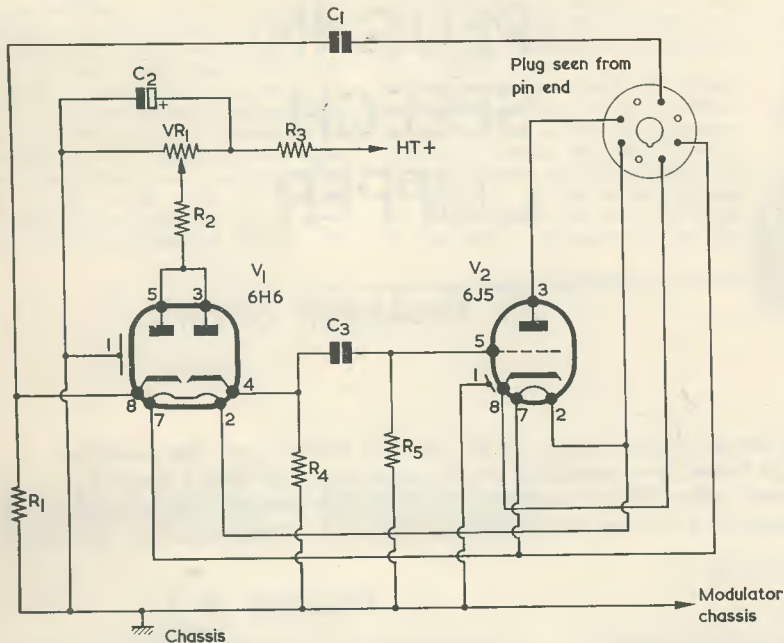 C1
Plug seen from
pin end
C2
+
VR1
R3
HT+
R2
V1
6H6
V2
6J5
5
3
3
C3
1
5
1
4
8
7
2
8
7
2
R4
R5
R1
Modulator
chassis
Chassis